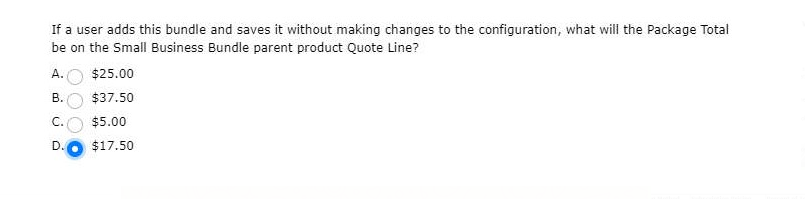 If a user adds this bundle and saves it without making changes to the configuration, what will the Package Total
be on the Small Business Bundle parent product Quote Line?
A. $25.00
B. $37.50
C. $5.00
D. $17.50